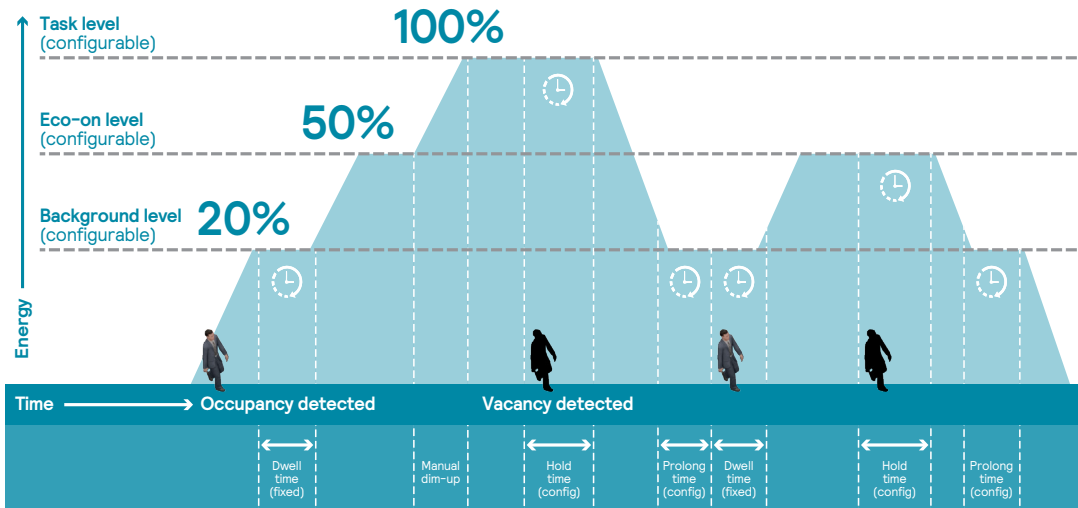 Task level
(configurable)
100%
Eco-on level
(configurable)
50%
Background level
(configurable)
20%
Energy
Time
Occupancy detected
Vacancy detected
Dwell
time
(fixed)
Manual
dim-up
Hold
time
(config)
Prolong
time
(config)
Dwell
time
(fixed)
Hold
time
(config)
Prolong
time
(config)